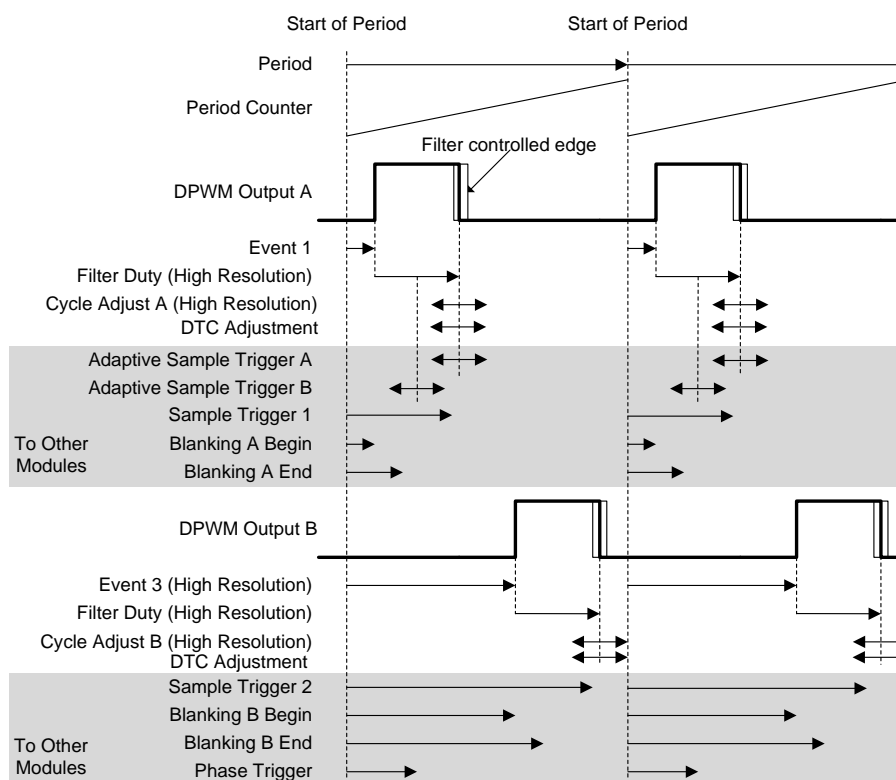 Start of Period
Start of Period
Period
Period Counter
Filter controlled edge
DPWM Output A
Event 1
Filter Duty (High Resolution)
Cycle Adjust A (High Resolution)
DTC Adjustment
Adaptive Sample Trigger A
Adaptive Sample Trigger B
Sample Trigger 1
To Other
Modules
Blanking A Begin
Blanking A End
DPWM Output B
Event 3 (High Resolution)
Filter Duty (High Resolution)
Cycle Adjust B (High Resolution)
DTC Adjustment
Sample Trigger 2
Blanking B Begin
Blanking B End
To Other
Modules
Phase Trigger